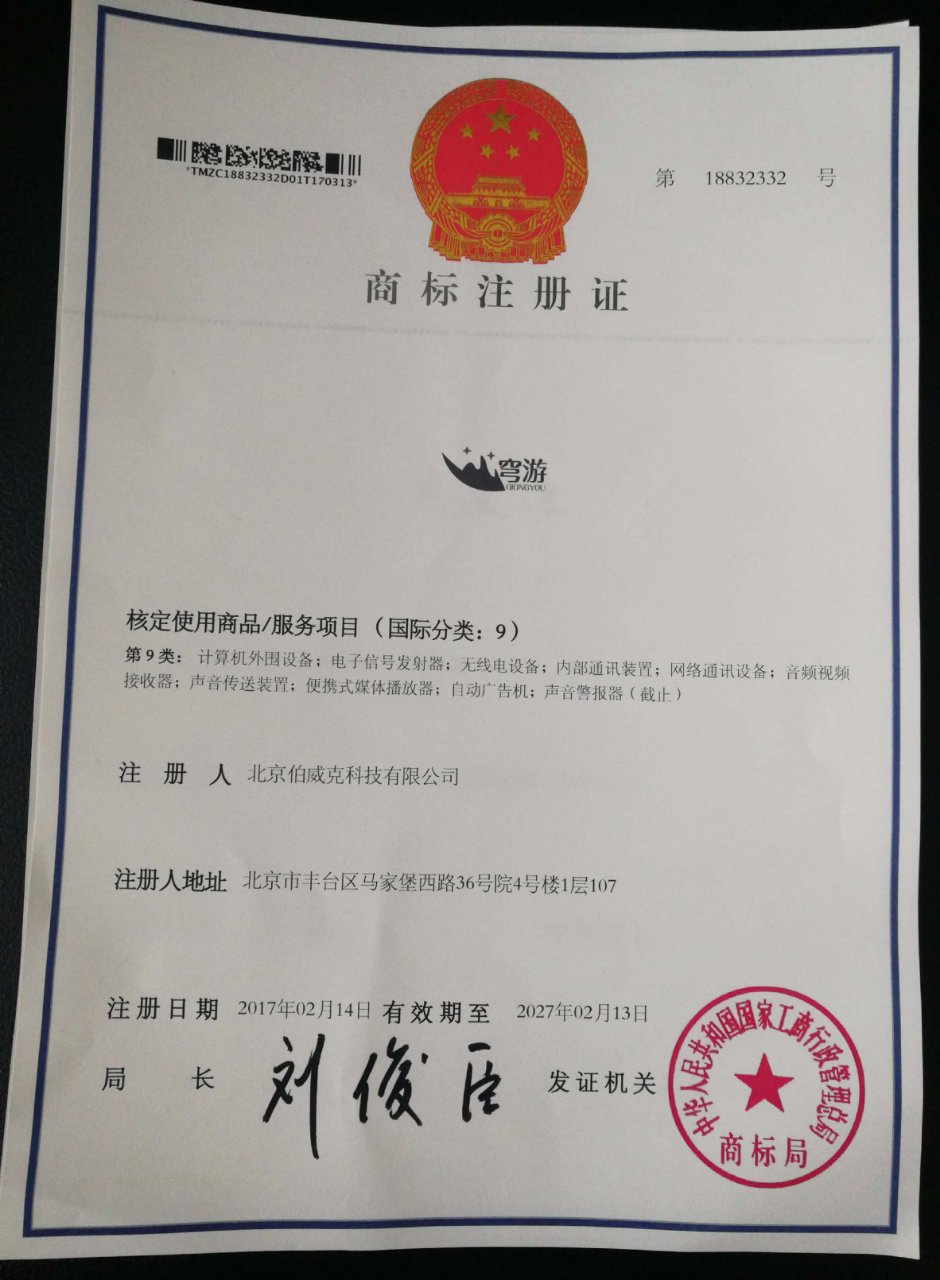 *TMZC18832332D01T170313*
第 18832332 号
商标注册证
穹游
QIONGYOU
核定使用商品/服务项目（国际分类：9）
第9类：计算机外围设备；电子信号发射器；无线电设备；内部通讯装置；网络通讯设备；音频视频
接收器；声音传送装置；便携式媒体播放器；自动广告机；声音警报器（截止）
注册人 北京伯威克科技有限公司
注册人地址 北京市丰台区马家堡西路36号院4号楼1层107
注册日期 2017年02月14日 有效期至 2027年02月13日
局长 刘俊臣 发证机关
中华人民共和国国家工商行政管理总局
商标局